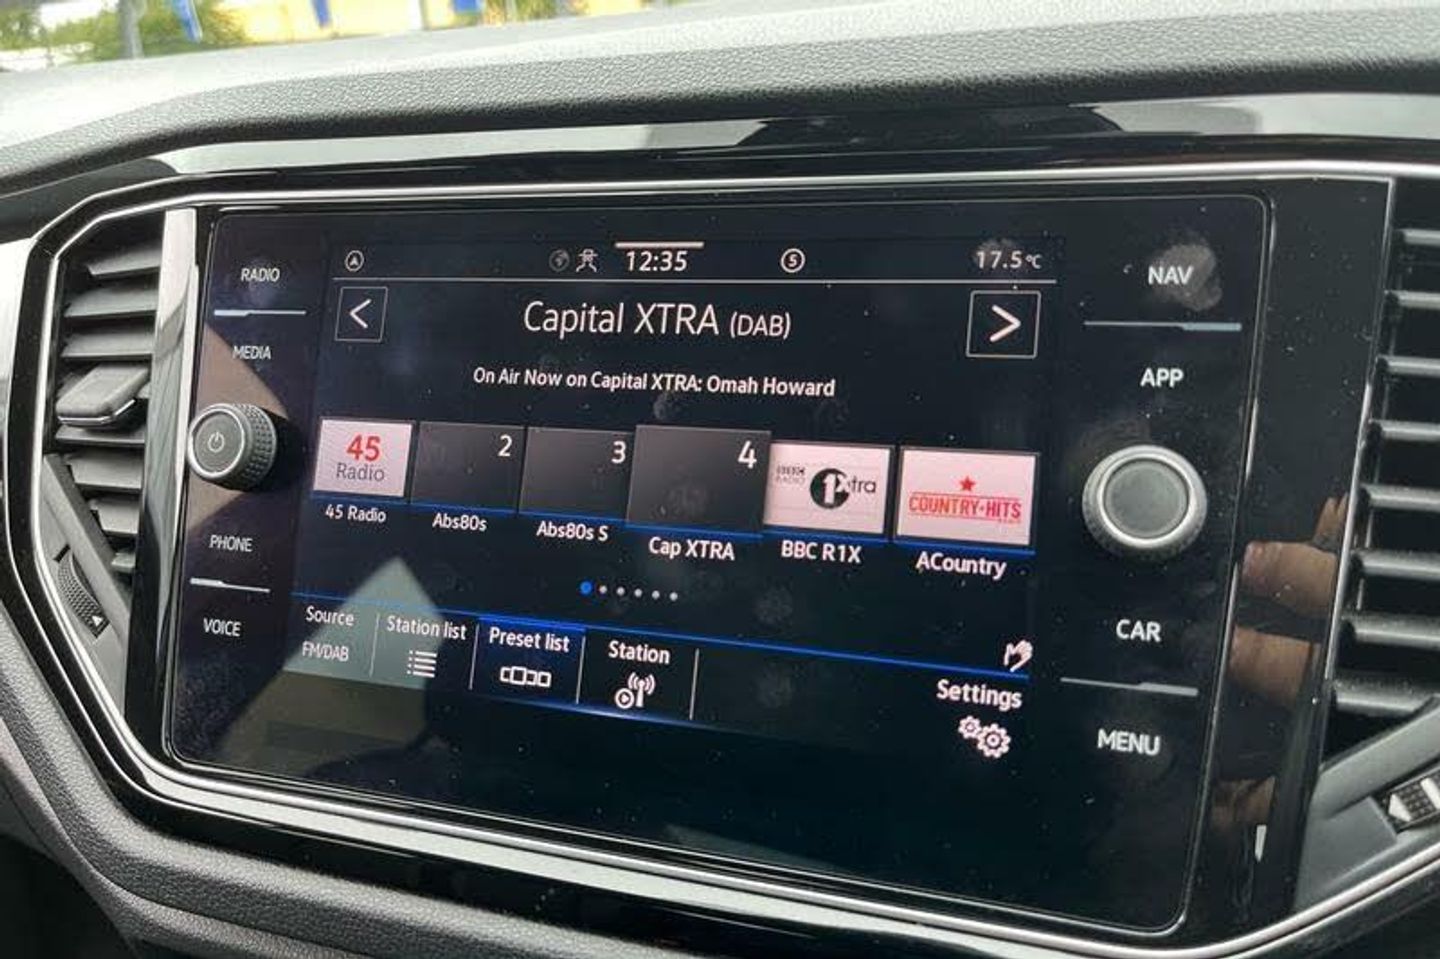 RADIO
MEDIA
PHONE
VOICE
12:35
S
17.5°C
< Capital XTRA (DAB) >
On Air Now on Capital XTRA: Omah Howard
45 Radio
2
3
4
BBC RADIO 1Xtra
COUNTRY★HITS
45 Radio
Abs80s
Abs80s S
Cap XTRA
BBC R1X
ACountry
Source
FM/DAB
Station list
Preset list
Station
Settings
NAV
APP
CAR
MENU